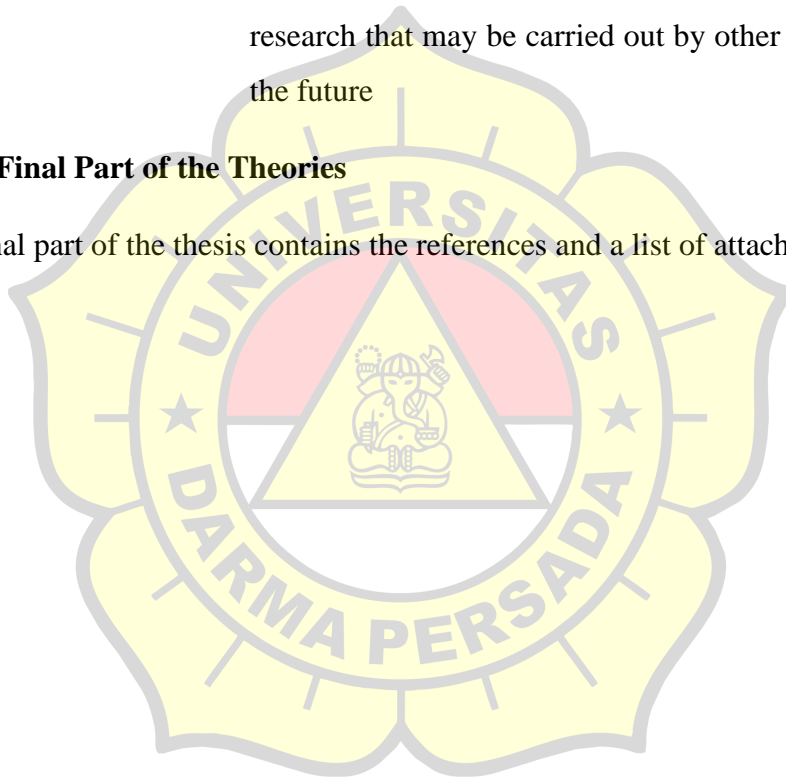 research that may be carried out by other
the future
Final Part of the Theories
nal part of the thesis contains the references and a list of attach
UNIVERSITAS
DARMA PERSADA